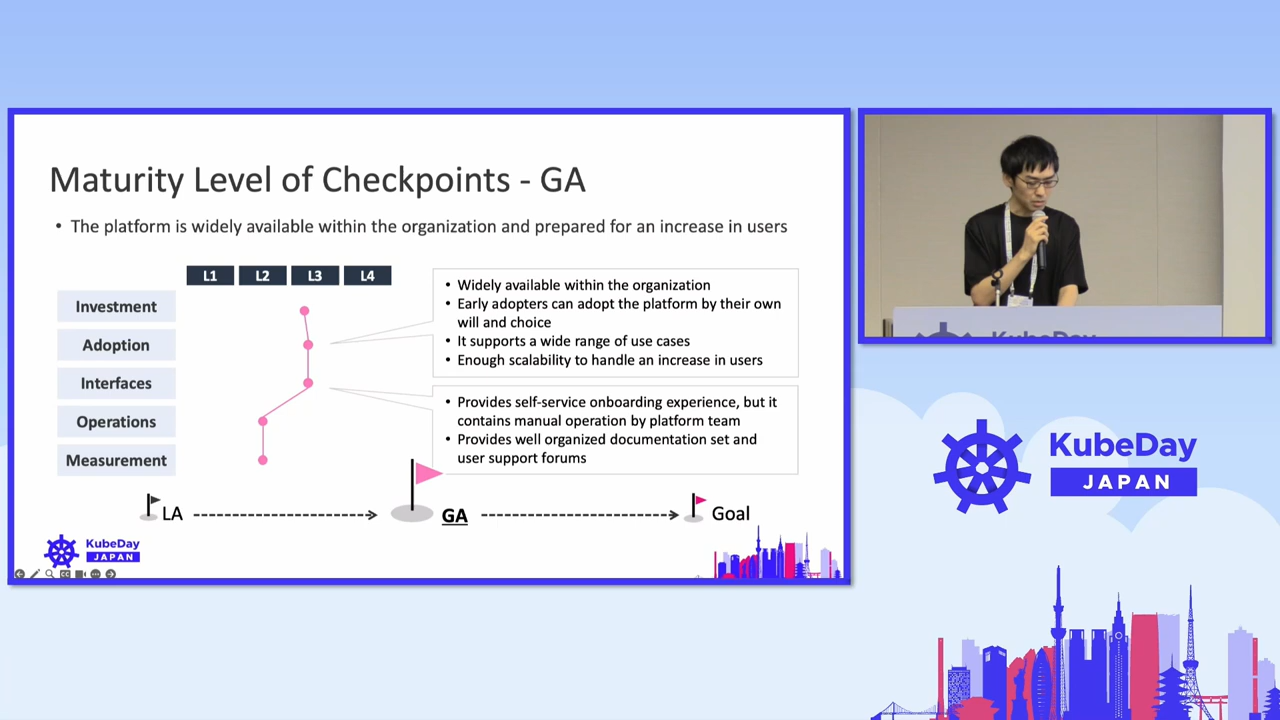 Maturity Level of Checkpoints - GA
• The platform is widely available within the organization and prepared for an increase in users
L1 L2 L3 L4
Investment
Adoption
Interfaces
Operations
Measurement
• Widely available within the organization
• Early adopters can adopt the platform by their own
will and choice
• It supports a wide range of use cases
• Enough scalability to handle an increase in users
• Provides self-service onboarding experience, but it
contains manual operation by platform team
• Provides well organized documentation set and
user support forums
LA
GA
Goal
KubeDay
JAPAN
KubeDay
KubeDay
JAPAN